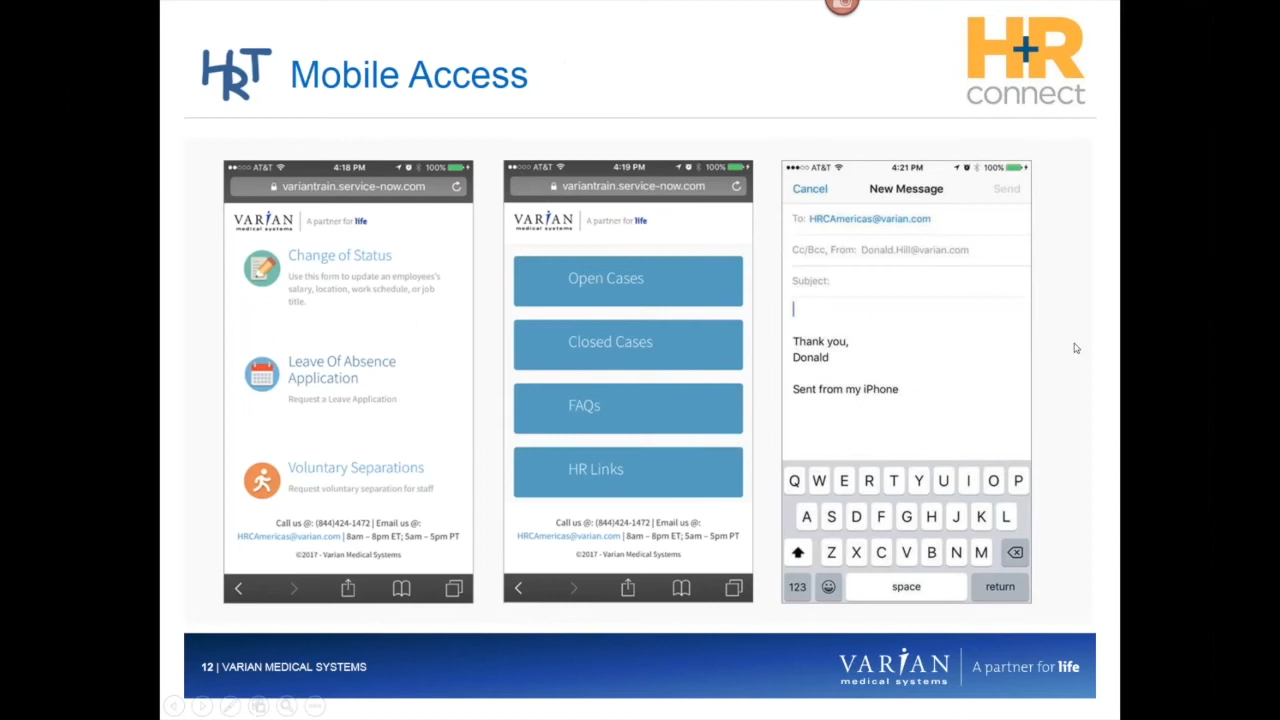 HRT Mobile Access
H+R
connect
AT&T 4:18 PM 100%
variantrain.service-now.com
VARIAN
medical systems
A partner for life
Change of Status
Use this form to update an employees's
salary, location, work schedule, or job
title.
Leave Of Absence
Application
Request a Leave Application
Voluntary Separations
Request voluntary separation for staff
Call us @: (844)424-1472 | Email us @:
HRCAmericas@varian.com | 8am – 8pm ET; 5am – 5pm PT
©2017 - Varian Medical Systems
AT&T 4:19 PM 100%
variantrain.service-now.com
VARIAN
medical systems
A partner for life
Open Cases
Closed Cases
FAQs
HR Links
Call us @: (844)424-1472 | Email us @:
HRCAmericas@varian.com | 8am – 8pm ET; 5am – 5pm PT
©2017 - Varian Medical Systems
AT&T 4:21 PM 100%
Cancel New Message Send
To: HRCAmericas@varian.com
Cc/Bcc, From: Donald.Hill@varian.com
Subject:
Thank you,
Donald
Sent from my iPhone
Q W E R T Y U I O P
A S D F G H J K L
Z X C V B N M
123 space return
12 | VARIAN MEDICAL SYSTEMS
VARIAN
medical systems
A partner for life